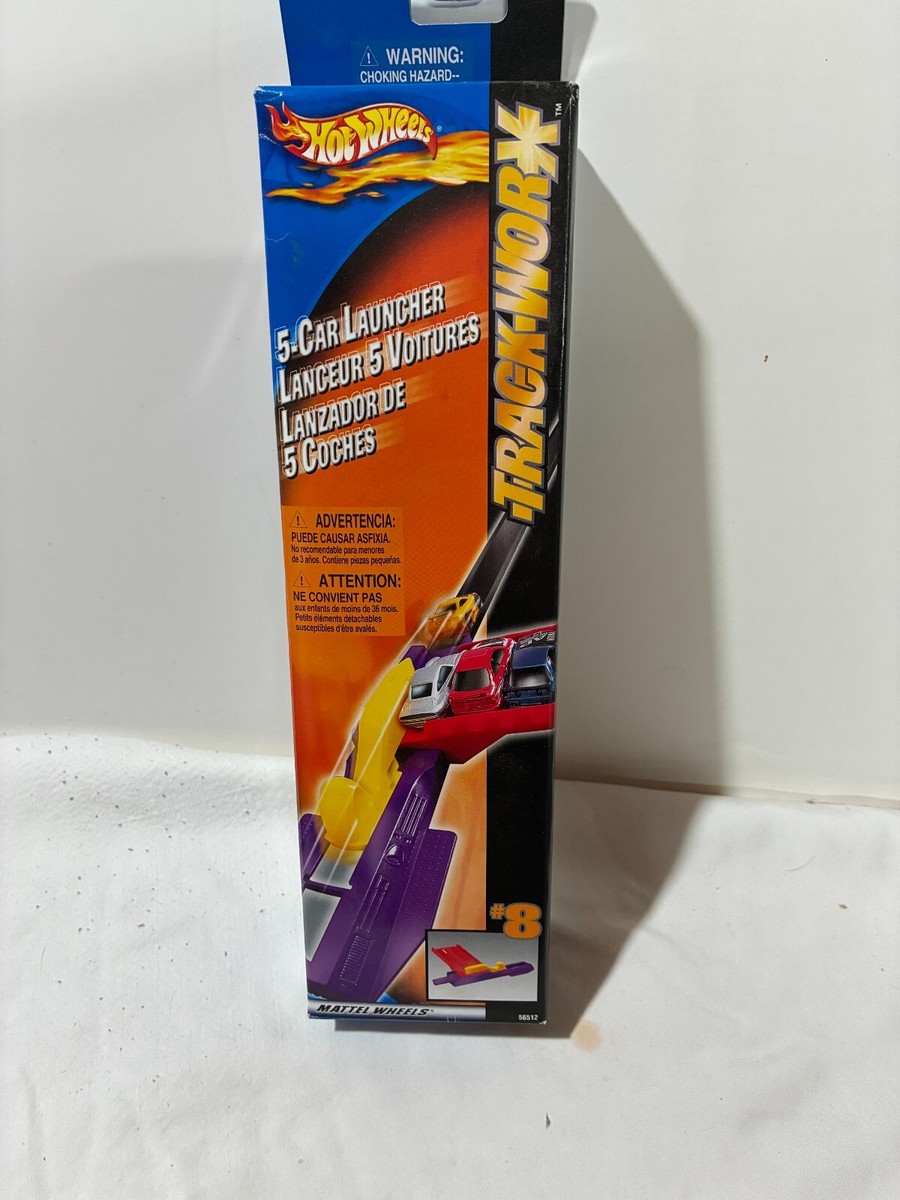 ⚠ WARNING:
CHOKING HAZARD--
HOT WHEELS®
TRACK·WORX™
5-CAR LAUNCHER
LANCEUR 5 VOITURES
LANZADOR DE
5 COCHES
⚠ ADVERTENCIA:
PUEDE CAUSAR ASFIXIA.
No recomendable para menores
de 3 años. Contiene piezas pequeñas.
⚠ ATTENTION:
NE CONVIENT PAS
aux enfants de moins de 36 mois.
Petits éléments détachables
susceptibles d'être avalés.
#8
MATTEL WHEELS
56512